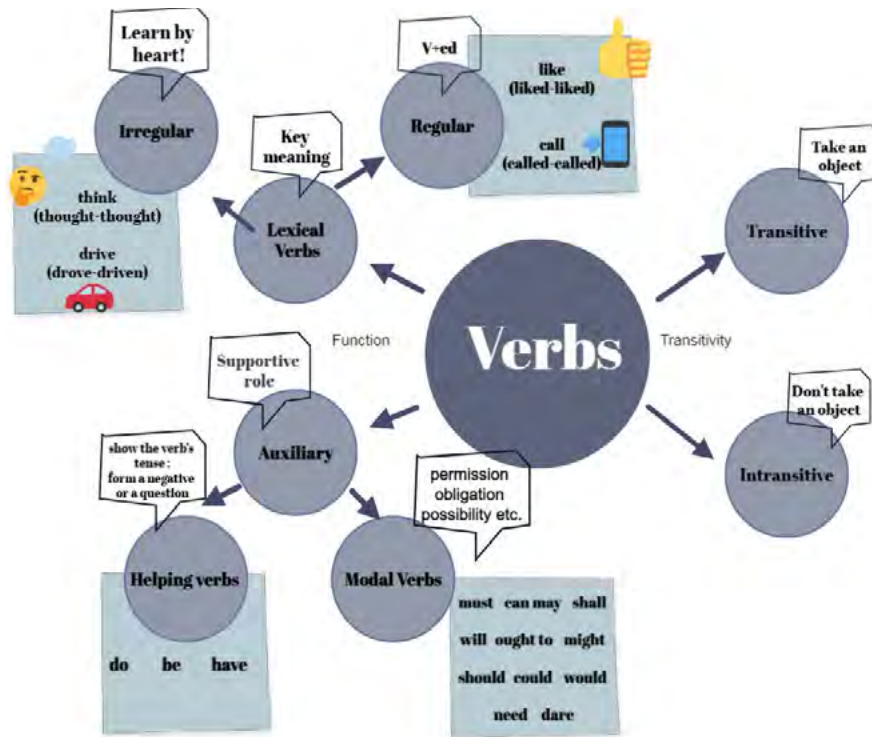 Learn by
heart!
Irregular
think
(thought-thought)
drive
(drove-driven)
Key
meaning
Lexical
Verbs
V+ed
Regular
like
(liked-liked)
call
(called-called)
Function
Verbs
Transitivity
Take an
object
Transitive
Don't take
an object
Intransitive
Supportive
role
Auxiliary
show the verb's
tense ;
form a negative
or a question
Helping verbs
do be have
permission
obligation
possibility etc.
Modal Verbs
must can may shall
will ought to might
should could would
need dare